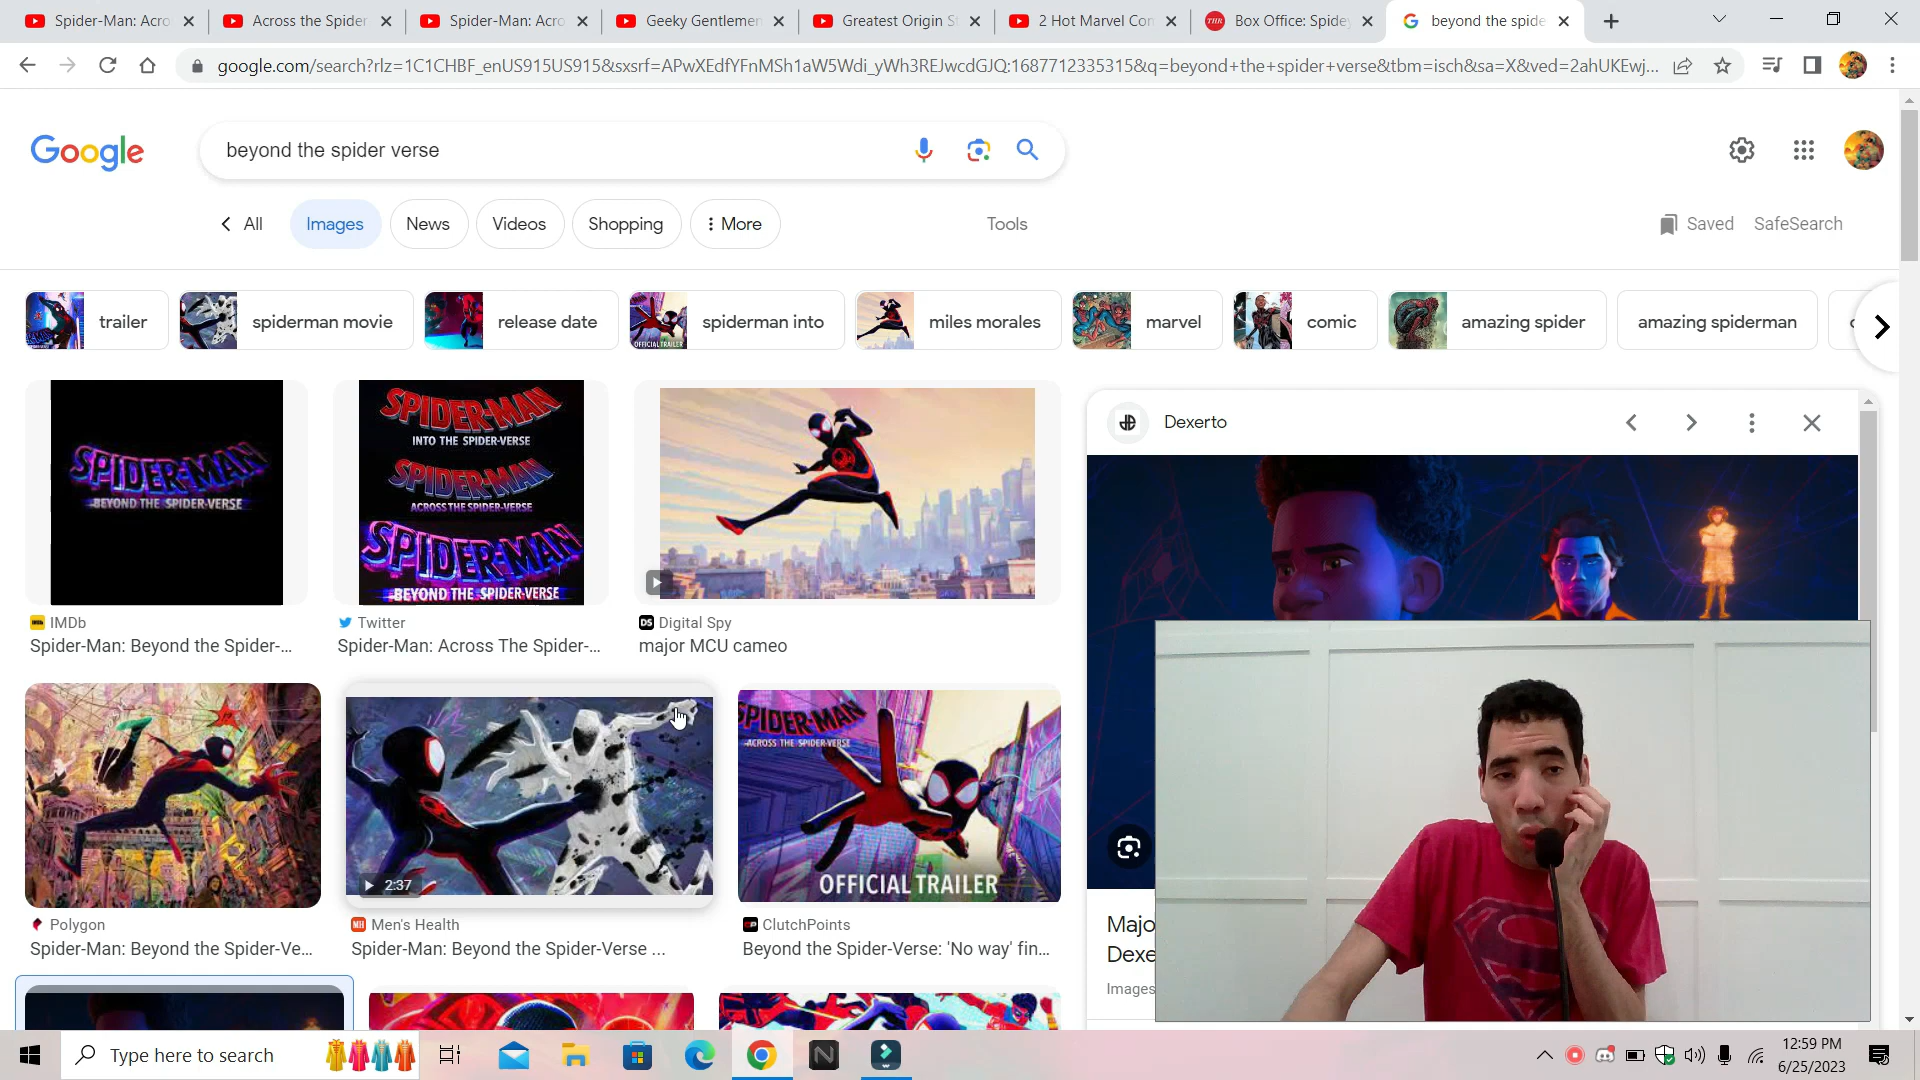 Spider-Man: Acro
Across the Spider
Spider-Man: Acro
Geeky Gentlemen
Greatest Origin S
2 Hot Marvel Con
Box Office: Spidey
beyond the spide
google.com/search?rlz=1C1CHBF_enUS915US915&sxsrf=APwXEdfYFnMSh1aW5Wdi_yWh3REJwcdGJQ:1687712335315&q=beyond+the+spider+verse&tbm=isch&sa=X&ved=2ahUKEwj...
Google
beyond the spider verse
All
Images
News
Videos
Shopping
More
Tools
Saved
SafeSearch
trailer
spiderman movie
release date
spiderman into
miles morales
marvel
comic
amazing spider
amazing spiderman
OFFICIAL TRAILER
SPIDER-MAN
BEYOND THE SPIDER-VERSE
SPIDER-MAN
INTO THE SPIDER-VERSE
SPIDER-MAN
ACROSS THE SPIDER-VERSE
SPIDER-MAN
BEYOND THE SPIDER-VERSE
Dexerto
IMDb
Spider-Man: Beyond the Spider-...
Twitter
Spider-Man: Across The Spider-...
DS Digital Spy
major MCU cameo
2:37
SPIDER-MAN
ACROSS THE SPIDER-VERSE
OFFICIAL TRAILER
Polygon
Spider-Man: Beyond the Spider-Ve...
MH Men's Health
Spider-Man: Beyond the Spider-Verse ...
ClutchPoints
Beyond the Spider-Verse: 'No way' fin...
Majo
Dexe
Images
Type here to search
12:59 PM
6/25/2023